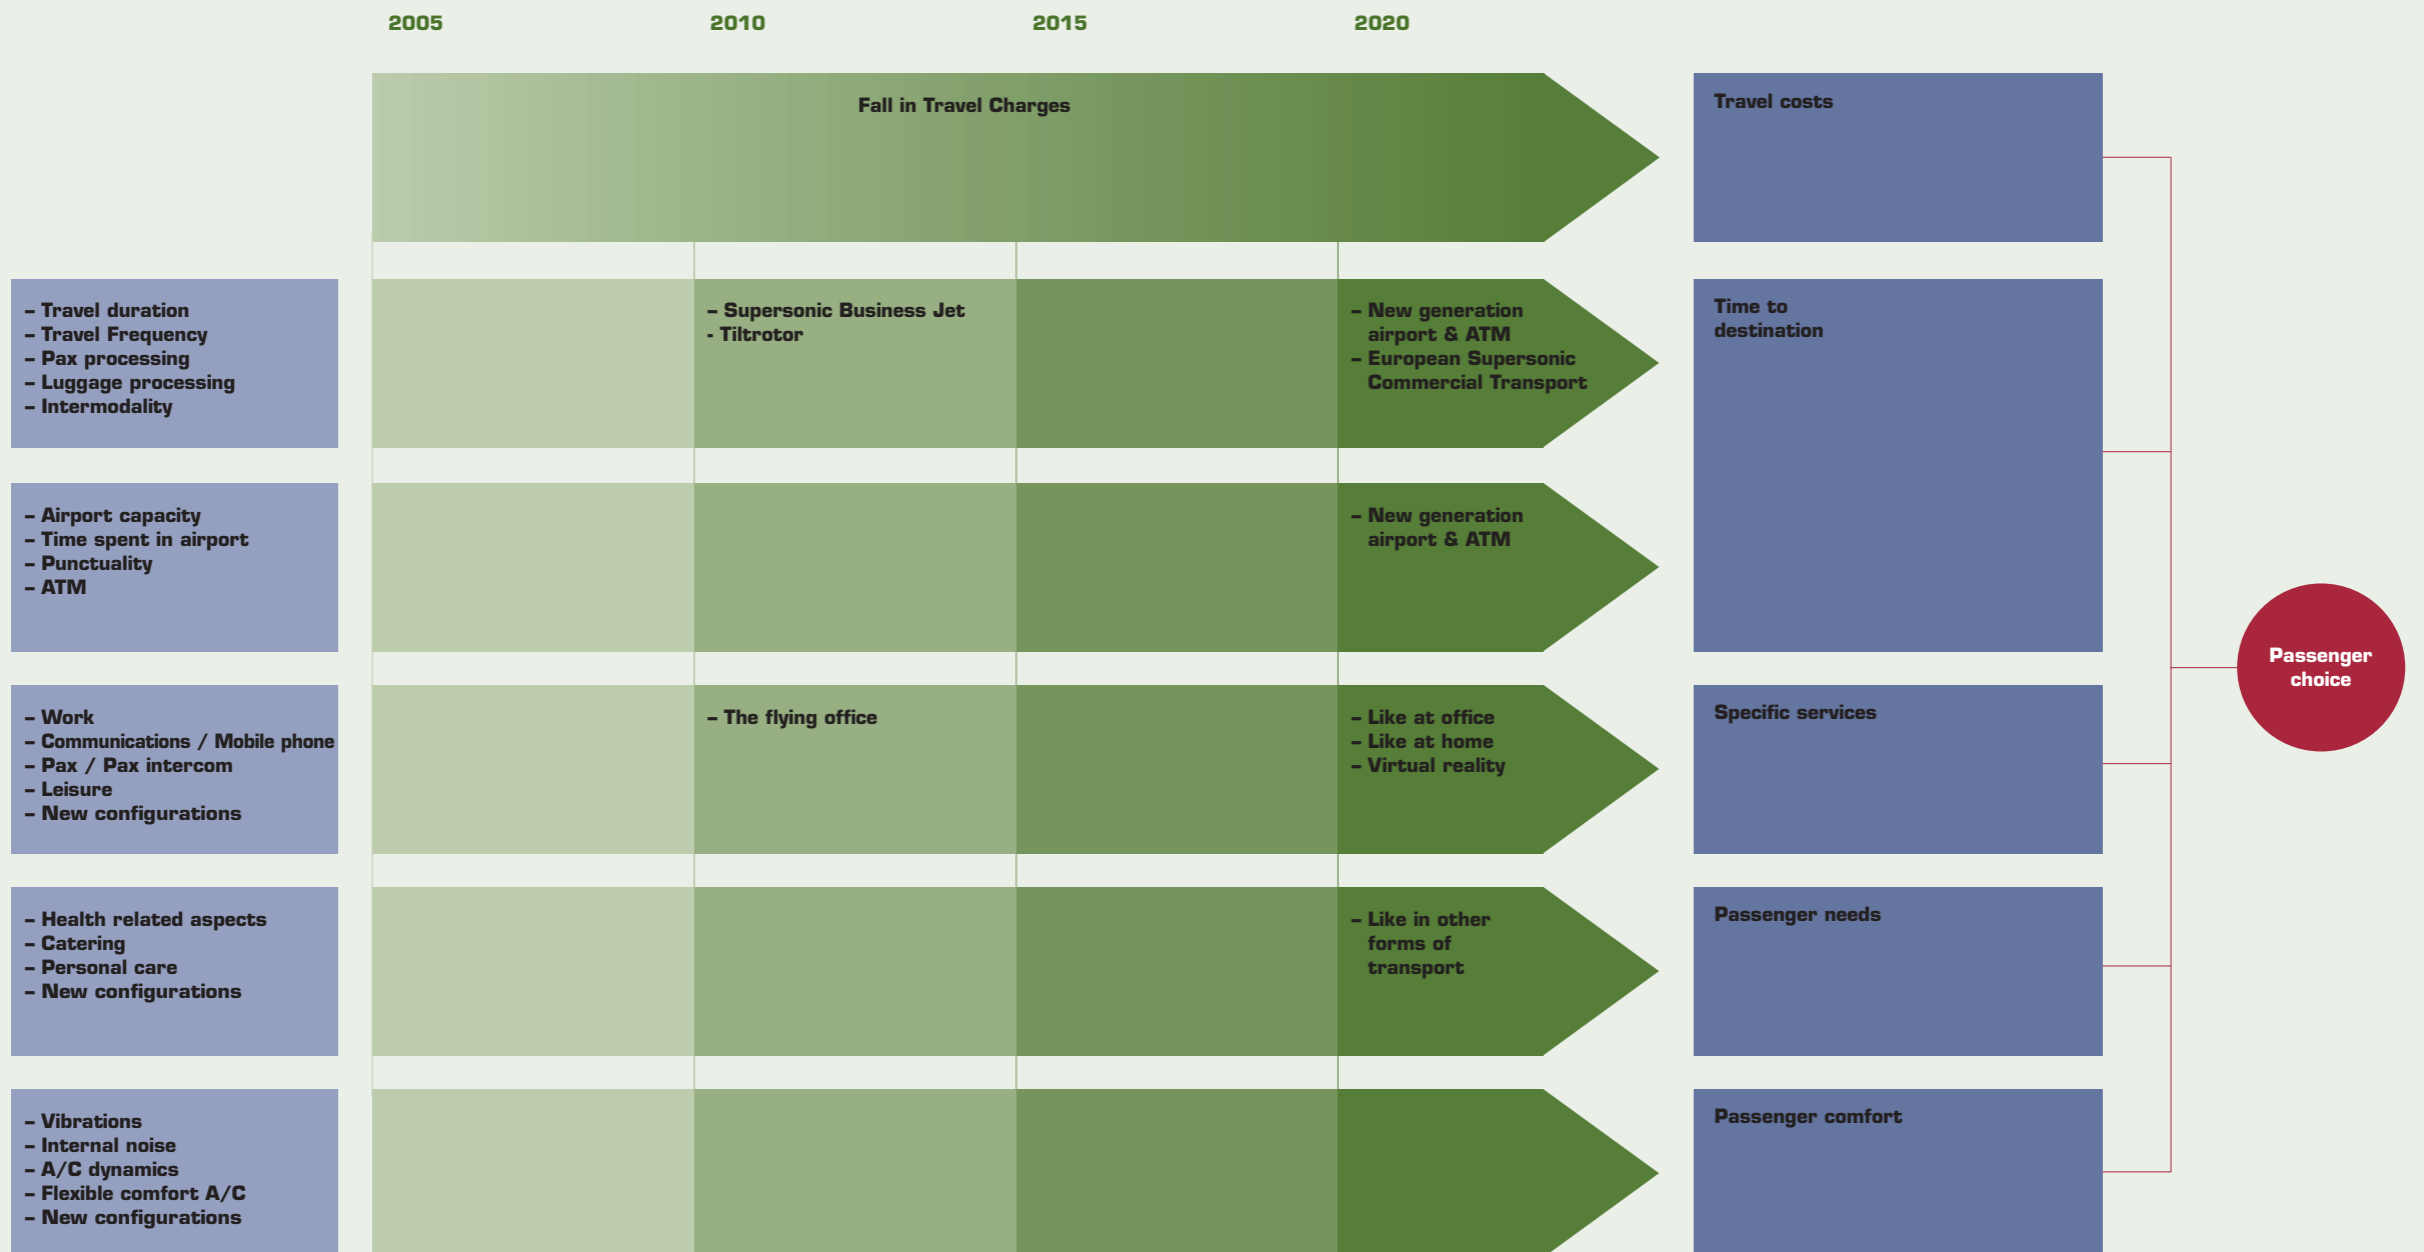 2005 2010 2015 2020
Fall in Travel Charges
Travel costs
– Travel duration
– Travel Frequency
– Pax processing
– Luggage processing
– Intermodality
– Supersonic Business Jet
- Tiltrotor
– New generation
airport & ATM
– European Supersonic
Commercial Transport
Time to
destination
– Airport capacity
– Time spent in airport
– Punctuality
– ATM
– New generation
airport & ATM
Passenger
choice
– Work
– Communications / Mobile phone
– Pax / Pax intercom
– Leisure
– New configurations
– The flying office
– Like at office
– Like at home
– Virtual reality
Specific services
– Health related aspects
– Catering
– Personal care
– New configurations
– Like in other
forms of
transport
Passenger needs
– Vibrations
– Internal noise
– A/C dynamics
– Flexible comfort A/C
– New configurations
Passenger comfort